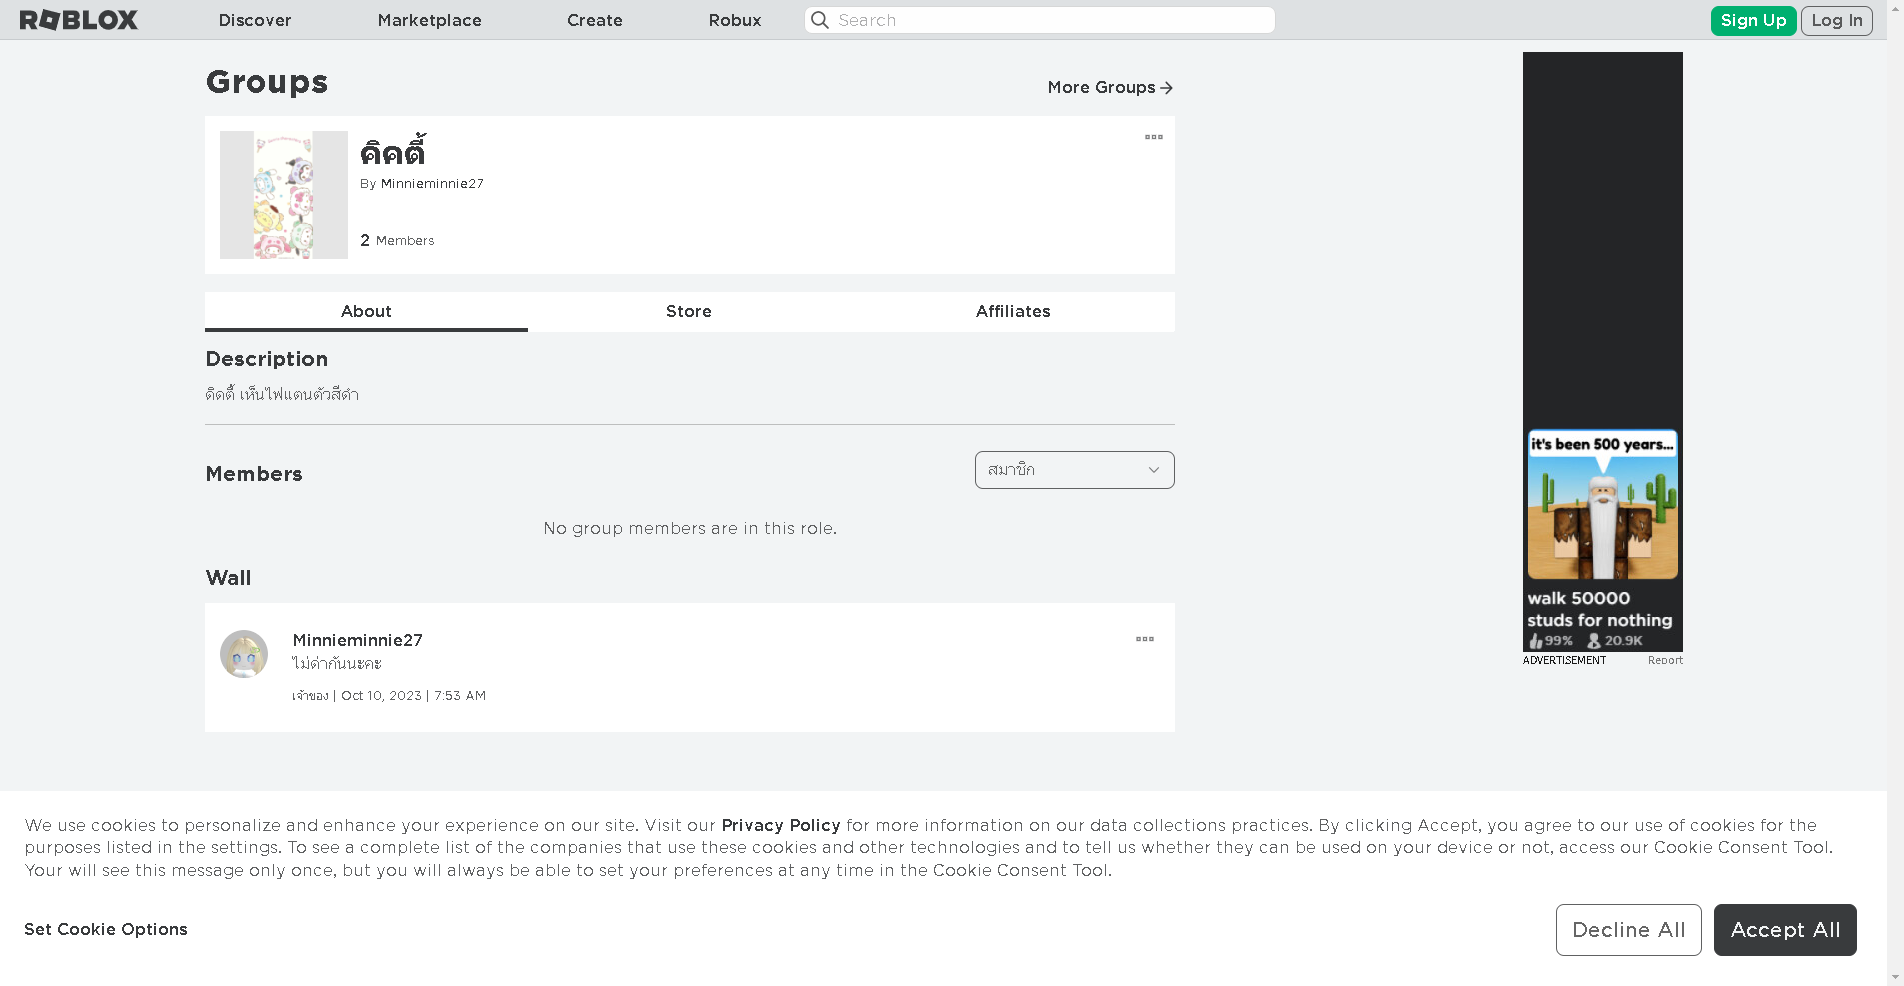 ROBLOX
Discover
Marketplace
Create
Robux
Search
Sign Up
Log In
Groups
More Groups
คิคตี้
By Minnieminnie27
2 Members
About
Store
Affiliates
Description
คิดตี้ เห็นไฟแดนตัวสีดำ
Members
สมาชิก
No group members are in this role.
Wall
Minnieminnie27
ไม่ด่ากันนะคะ
เจ้าของ | Oct 10, 2023 | 7:53 AM
it's been 500 years...
walk 50000
studs for nothing
99% 20.9K
ADVERTISEMENT
Report
We use cookies to personalize and enhance your experience on our site. Visit our Privacy Policy for more information on our data collections practices. By clicking Accept, you agree to our use of cookies for the
purposes listed in the settings. To see a complete list of the companies that use these cookies and other technologies and to tell us whether they can be used on your device or not, access our Cookie Consent Tool.
Your will see this message only once, but you will always be able to set your preferences at any time in the Cookie Consent Tool.
Set Cookie Options
Decline All
Accept All